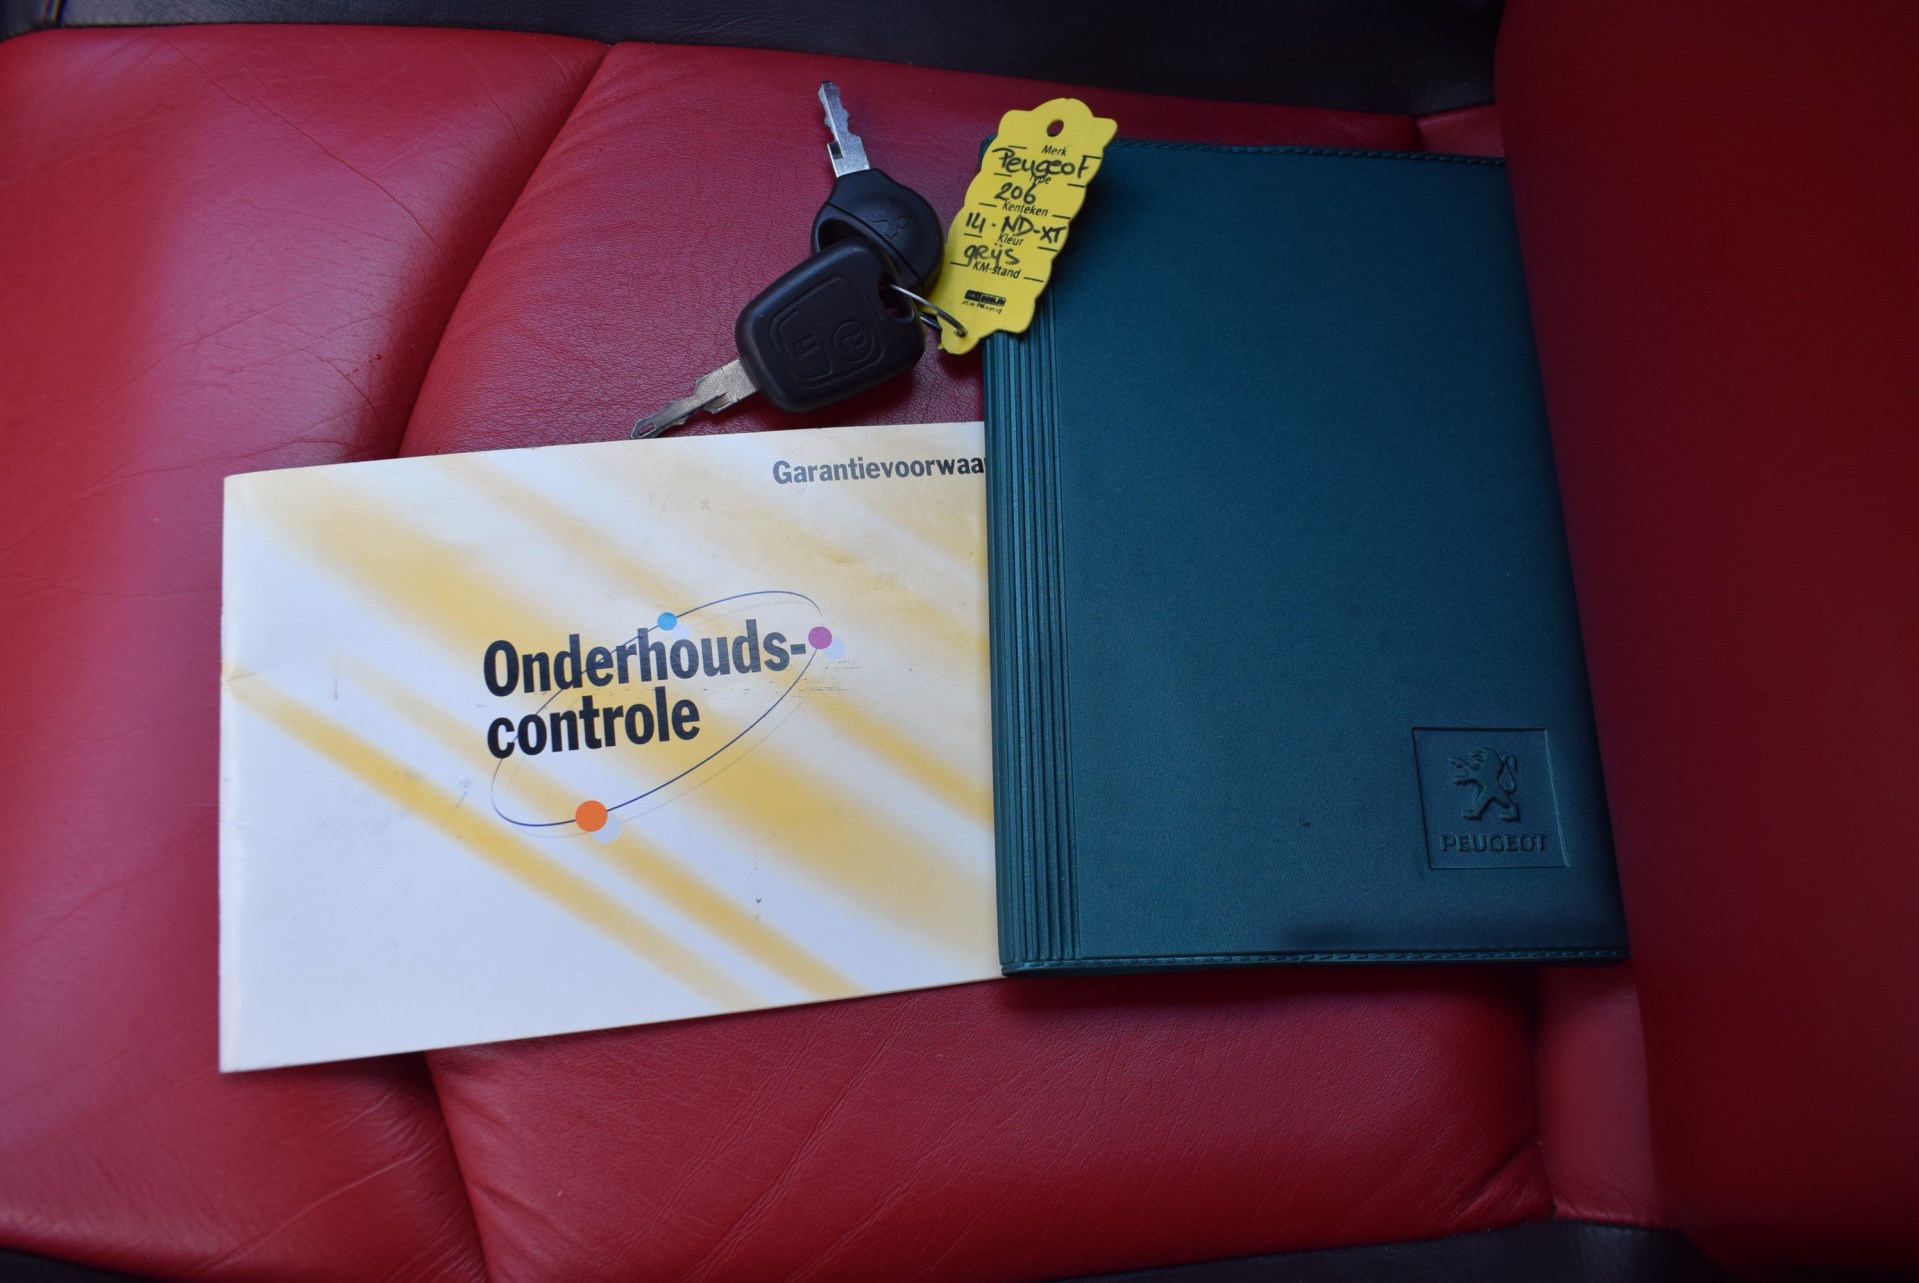 Merk
Peugeot
Type
206
Kenteken
14-ND-XT
Kleur
grijs
KM-stand
Garantievoorwaa
Onderhouds-
controle
PEUGEOT